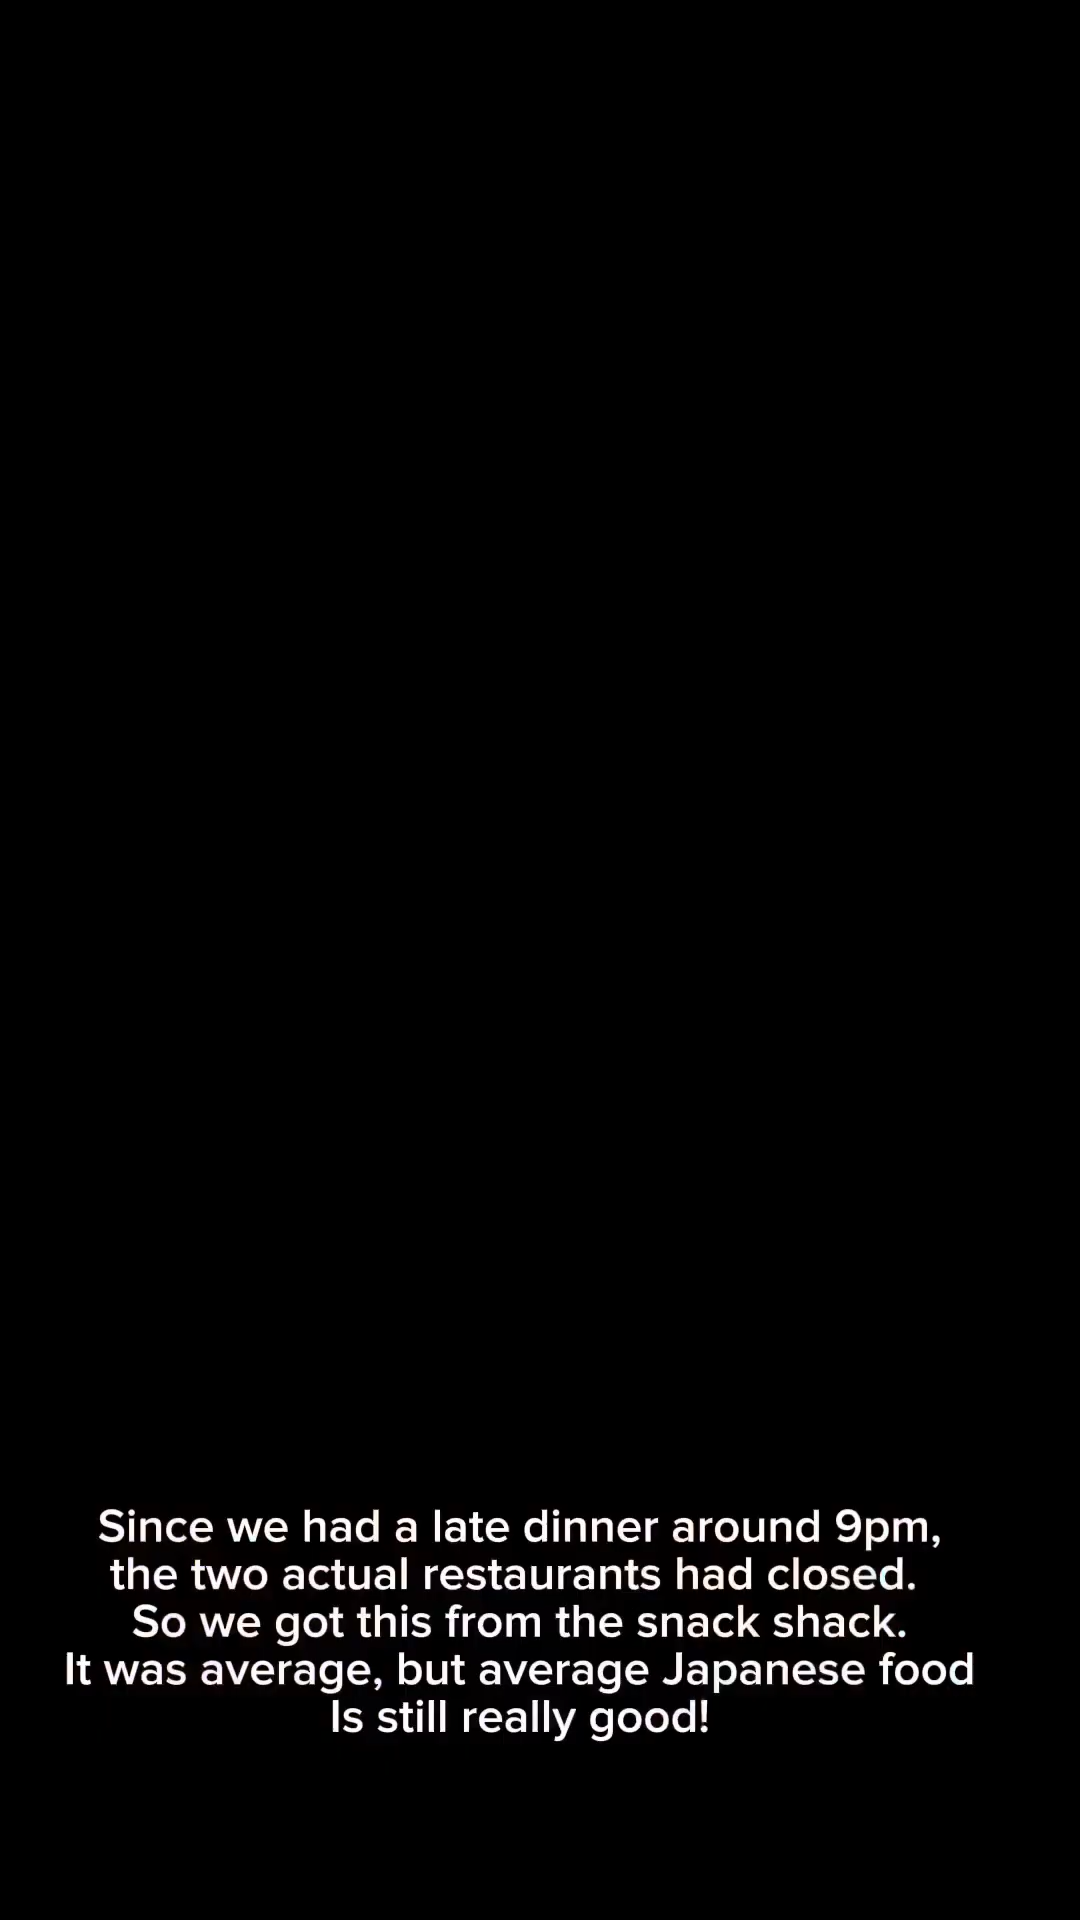 Since we had a late dinner around 9pm,
the two actual restaurants had closed.
So we got this from the snack shack.
It was average, but average Japanese food
Is still really good!